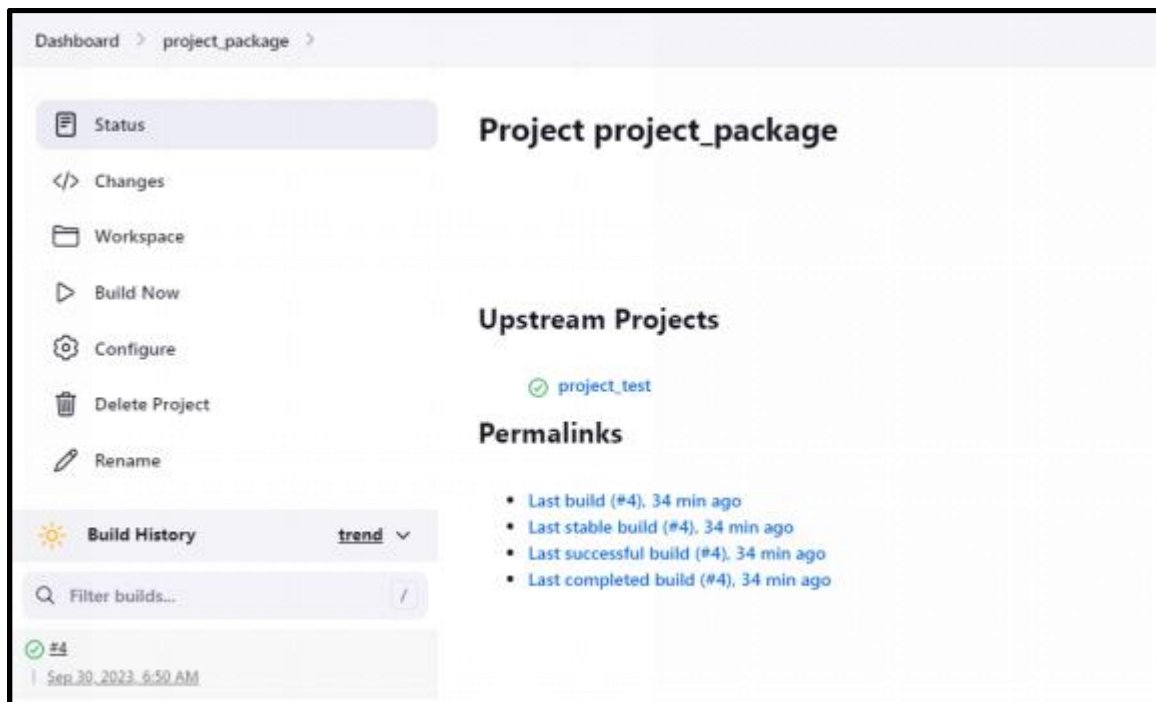 Dashboard > project_package >
Status
Changes
Workspace
Build Now
Configure
Delete Project
Rename
Build History trend
Filter builds... /
#4
Sep 30, 2023, 6:50 AM
Project project_package
Upstream Projects
project_test
Permalinks
• Last build (#4), 34 min ago
• Last stable build (#4), 34 min ago
• Last successful build (#4), 34 min ago
• Last completed build (#4), 34 min ago